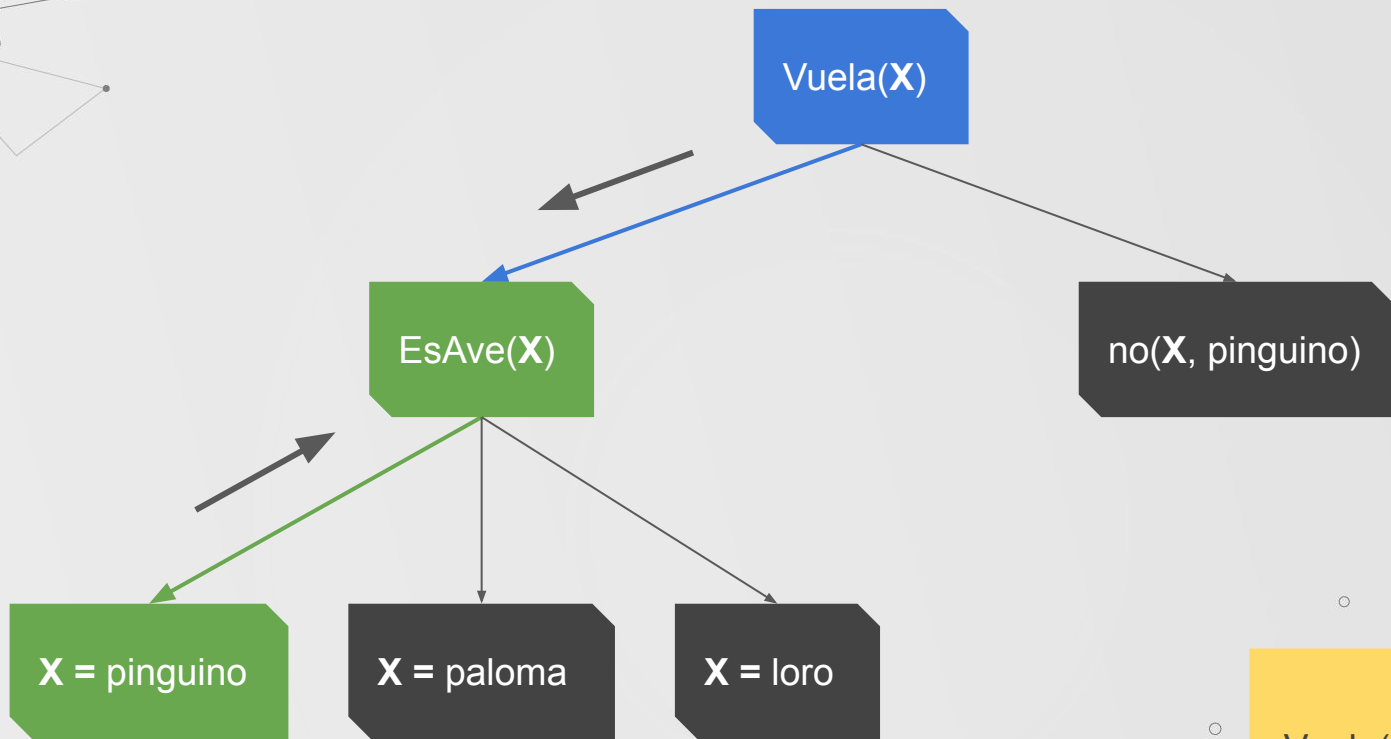 Vuela(X)
EsAve(X)
no(X, pinguino)
X = pinguino
X = paloma
X = loro